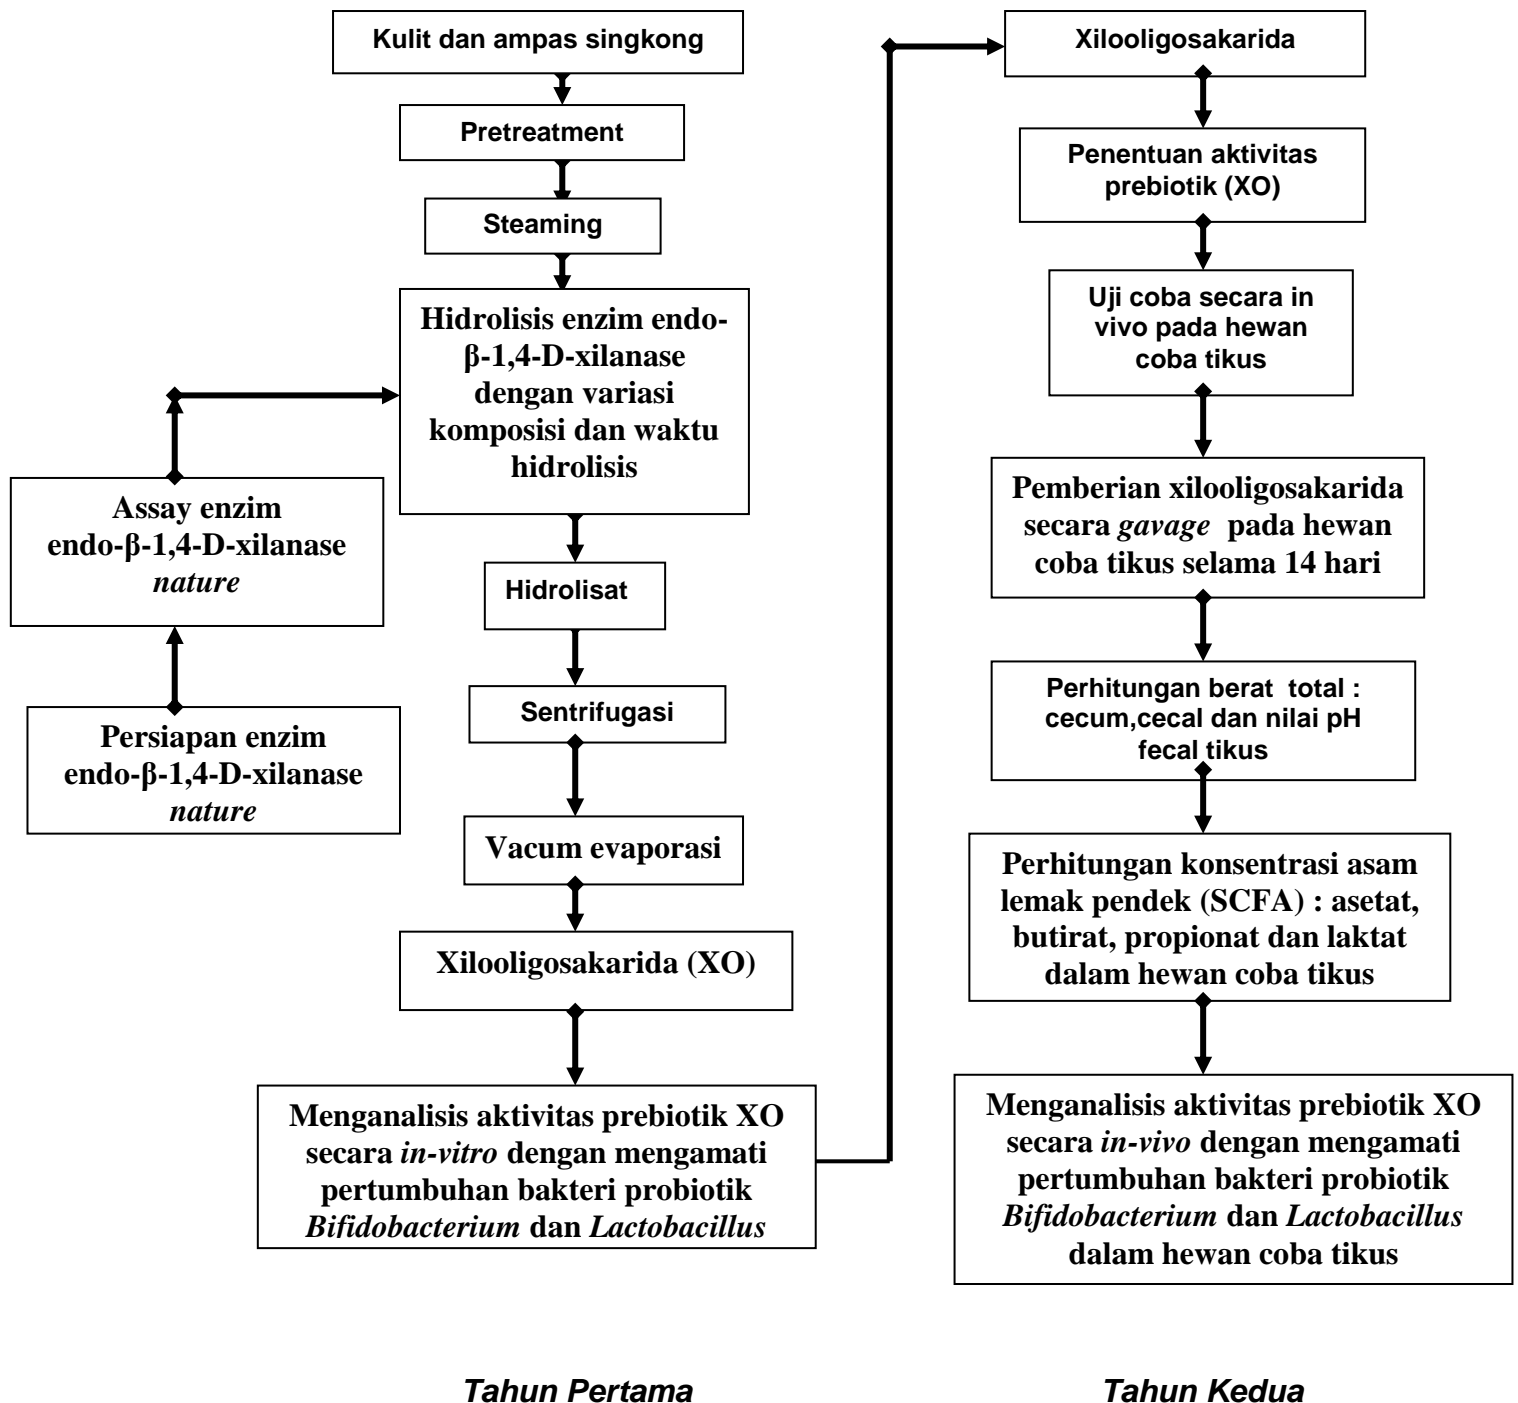 Kulit dan ampas singkong
Pretreatment
Steaming
Hidrolisis enzim endo-
β-1,4-D-xilanase
dengan variasi
komposisi dan waktu
hidrolisis
Assay enzim
endo-β-1,4-D-xilanase
nature
Persiapan enzim
endo-β-1,4-D-xilanase
nature
Hidrolisat
Sentrifugasi
Vacum evaporasi
Xilooligosakarida (XO)
Menganalisis aktivitas prebiotik XO
secara in-vitro dengan mengamati
pertumbuhan bakteri probiotik
Bifidobacterium dan Lactobacillus
Tahun Pertama
Xilooligosakarida
Penentuan aktivitas
prebiotik (XO)
Uji coba secara in
vivo pada hewan
coba tikus
Pemberian xilooligosakarida
secara gavage pada hewan
coba tikus selama 14 hari
Perhitungan berat total :
cecum,cecal dan nilai pH
fecal tikus
Perhitungan konsentrasi asam
lemak pendek (SCFA) : asetat,
butirat, propionat dan laktat
dalam hewan coba tikus
Menganalisis aktivitas prebiotik XO
secara in-vivo dengan mengamati
pertumbuhan bakteri probiotik
Bifidobacterium dan Lactobacillus
dalam hewan coba tikus
Tahun Kedua